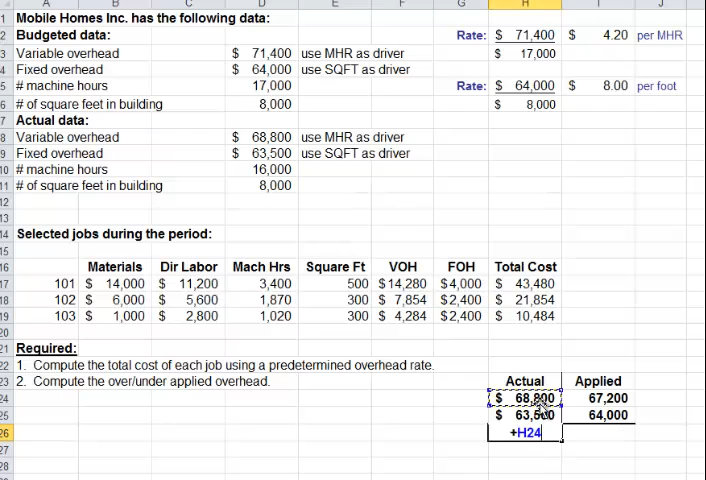 A B C D E F G H I J
1 Mobile Homes Inc. has the following data:
2 Budgeted data: Rate: $ 71,400 $ 4.20 per MHR
3 Variable overhead $ 71,400 use MHR as driver $ 17,000
4 Fixed overhead $ 64,000 use SQFT as driver
5 # machine hours 17,000 Rate: $ 64,000 $ 8.00 per foot
6 # of square feet in building 8,000 $ 8,000
7 Actual data:
8 Variable overhead $ 68,800 use MHR as driver
9 Fixed overhead $ 63,500 use SQFT as driver
10 # machine hours 16,000
11 # of square feet in building 8,000
12
13
14 Selected jobs during the period:
15
16 Materials Dir Labor Mach Hrs Square Ft VOH FOH Total Cost
17 101 $ 14,000 $ 11,200 3,400 500 $14,280 $4,000 $ 43,480
18 102 $ 6,000 $ 5,600 1,870 300 $ 7,854 $2,400 $ 21,854
19 103 $ 1,000 $ 2,800 1,020 300 $ 4,284 $2,400 $ 10,484
20
21 Required:
22 1. Compute the total cost of each job using a predetermined overhead rate.
23 2. Compute the over/under applied overhead. Actual Applied
24 $ 68,800 67,200
25 $ 63,500 64,000
26 +H24
27
28